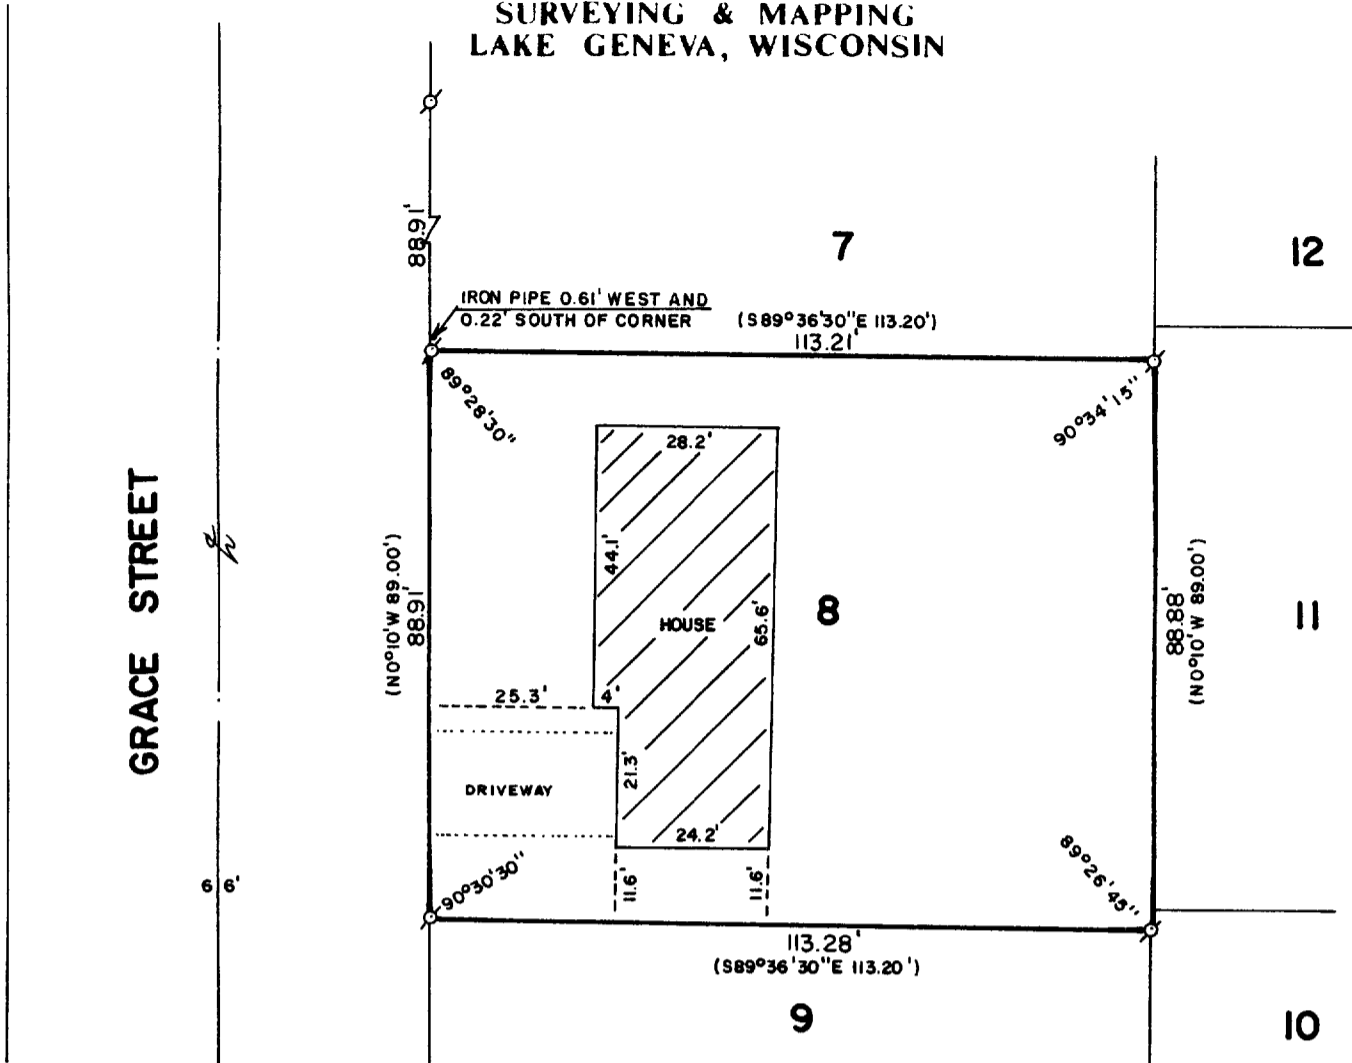 SURVEYING & MAPPING
LAKE GENEVA, WISCONSIN
88.91'
7
12
IRON PIPE 0.61' WEST AND
0.22' SOUTH OF CORNER
(S89°36'30"E 113.20')
113.21'
89°28'30"
90°34'15"
28.2'
GRACE STREET
(N0°10'W 89.00')
88.91'
44.1'
HOUSE
65.6'
8
88.88'
(N0°10'W 89.00')
11
25.3'
4'
21.3'
DRIVEWAY
24.2'
66'
90°30'30"
11.6'
11.6'
89°26'45"
113.28'
(S89°36'30"E 113.20')
9
10